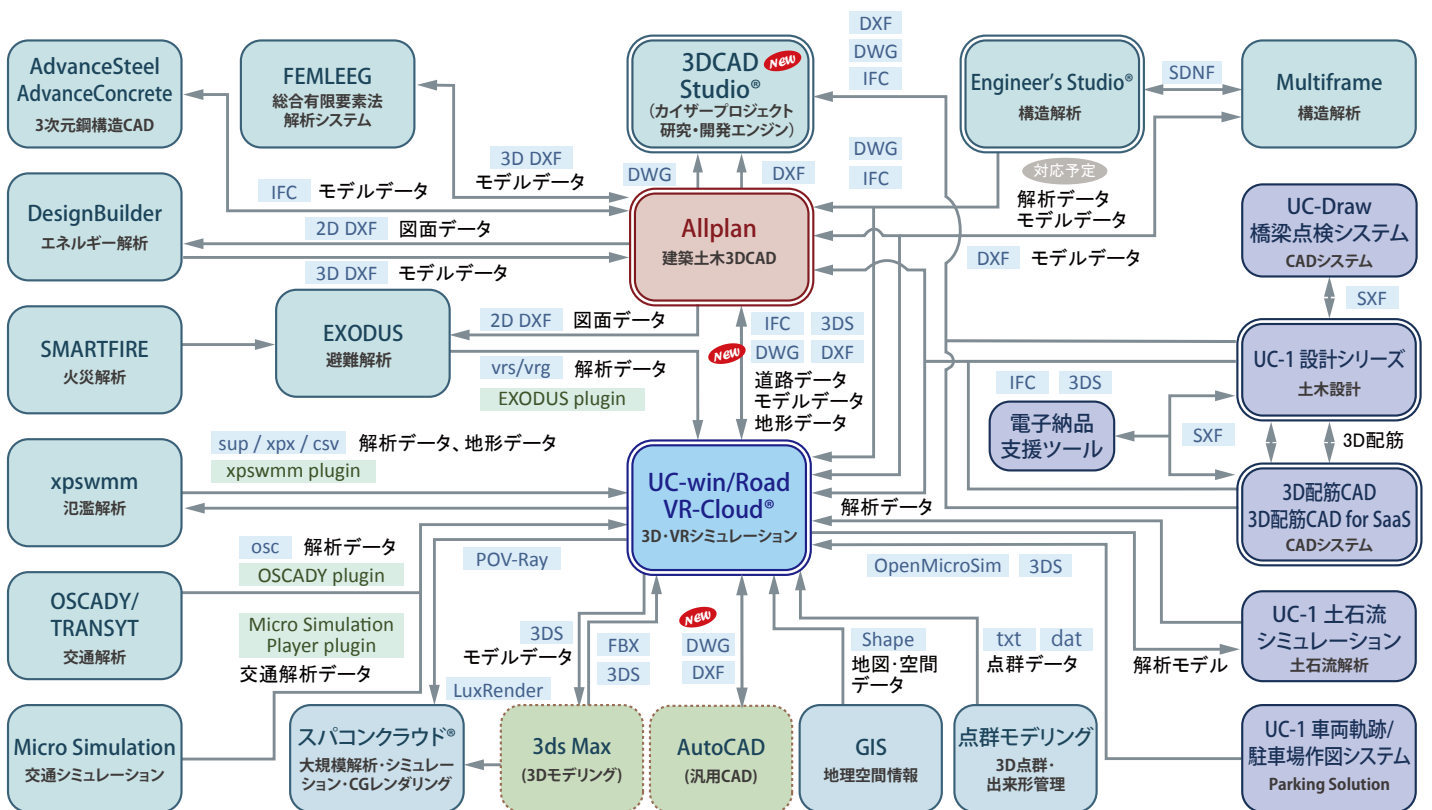 AdvanceSteel
AdvanceConcrete
3次元鋼構造CAD
FEMLEEG
総合有限要素法
解析システム
3DCAD
Studio®
New
(カイザープロジェクト
研究・開発エンジン)
DXF
DWG
IFC
Engineer's Studio®
構造解析
SDNF
Multiframe
構造解析
3D DXF
モデルデータ
DWG
DXF
DWG
IFC
対応予定
解析データ
モデルデータ
IFC モデルデータ
DesignBuilder
エネルギー解析
2D DXF 図面データ
3D DXF モデルデータ
Allplan
建築土木3DCAD
DXF モデルデータ
UC-Draw
橋梁点検システム
CADシステム
SXF
SMARTFIRE
火災解析
EXODUS
避難解析
2D DXF 図面データ
vrs/vrg 解析データ
EXODUS plugin
New
IFC 3DS
DWG DXF
道路データ
モデルデータ
地形データ
UC-1 設計シリーズ
土木設計
IFC 3DS
電子納品
支援ツール
SXF
3D配筋
xpswmm
氾濫解析
sup / xpx / csv 解析データ、地形データ
xpswmm plugin
UC-win/Road
VR-Cloud®
3D・VRシミュレーション
解析データ
3D配筋CAD
3D配筋CAD for SaaS
CADシステム
osc 解析データ
OSCADY plugin
POV-Ray
OpenMicroSim 3DS
OSCADY/
TRANSYT
交通解析
Micro Simulation
Player plugin
交通解析データ
3DS
モデルデータ
FBX
3DS
New
DWG
DXF
Shape
地図・空間
データ
txt dat
点群データ
解析モデル
UC-1 土石流
シミュレーション
土石流解析
LuxRender
Micro Simulation
交通シミュレーション
スパコンクラウド®
大規模解析・シミュレー
ション・CGレンダリング
3ds Max
(3Dモデリング)
AutoCAD
(汎用CAD)
GIS
地理空間情報
点群モデリング
3D点群・
出来形管理
UC-1 車両軌跡/
駐車場作図システム
Parking Solution